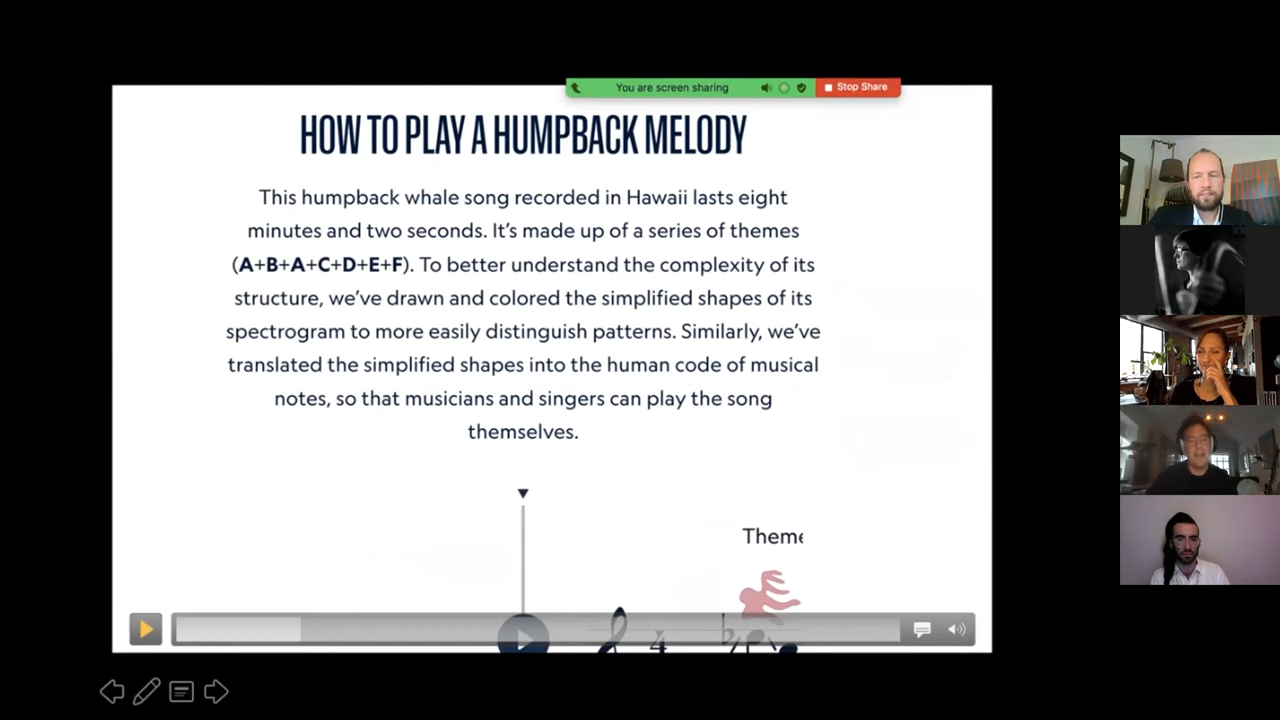 You are screen sharing
Stop Share
HOW TO PLAY A HUMPBACK MELODY
This humpback whale song recorded in Hawaii lasts eight
minutes and two seconds. It’s made up of a series of themes
(A+B+A+C+D+E+F). To better understand the complexity of its
structure, we’ve drawn and colored the simplified shapes of its
spectrogram to more easily distinguish patterns. Similarly, we’ve
translated the simplified shapes into the human code of musical
notes, so that musicians and singers can play the song
themselves.
Theme
4